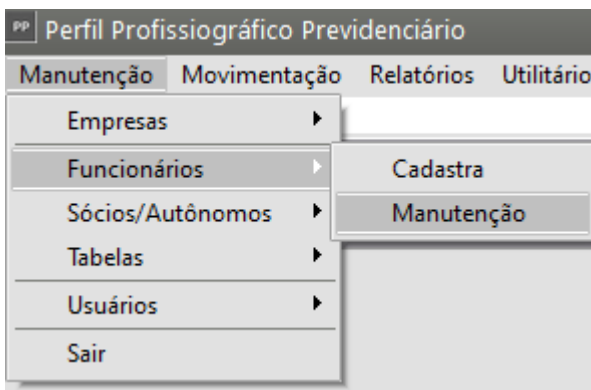 PP Perfil Profissiográfico Previdenciário
Manutenção Movimentação Relatórios Utilitário
Empresas
Funcionários Cadastra
Sócios/Autônomos Manutenção
Tabelas
Usuários
Sair